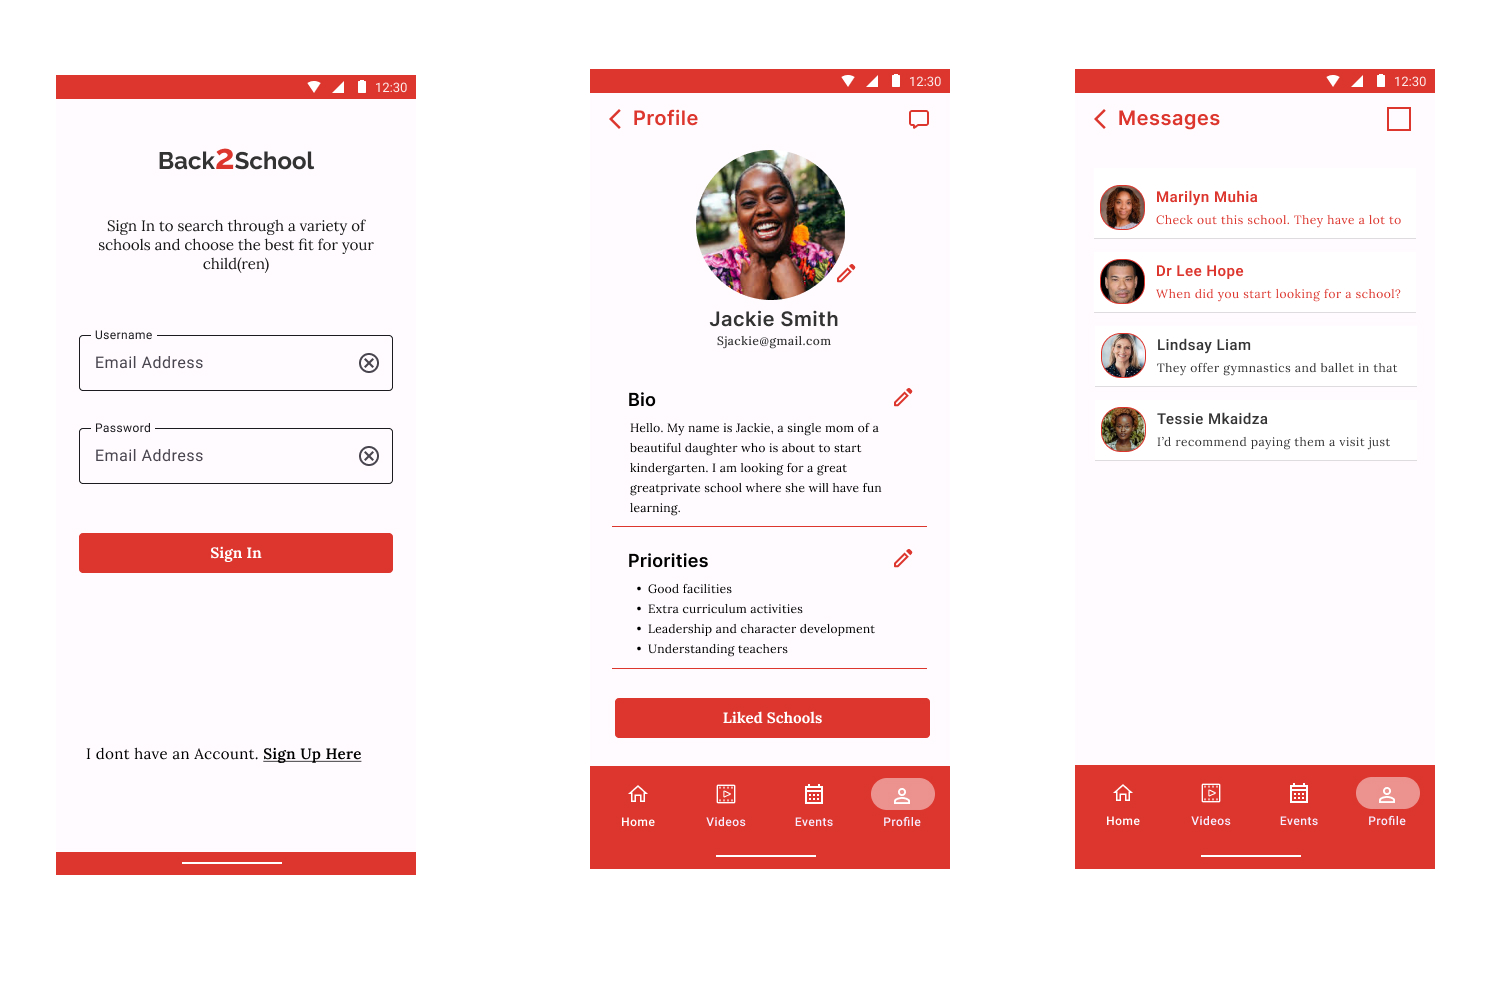 12:30
Back2School
Sign In to search through a variety of
schools and choose the best fit for your
child(ren)
Username
Email Address
Password
Email Address
Sign In
I dont have an Account. Sign Up Here
12:30
Profile
Jackie Smith
Sjackie@gmail.com
Bio
Hello. My name is Jackie, a single mom of a
beautiful daughter who is about to start
kindergarten. I am looking for a great
greatprivate school where she will have fun
learning.
Priorities
• Good facilities
• Extra curriculum activities
• Leadership and character development
• Understanding teachers
Liked Schools
Home Videos Events Profile
12:30
Messages
Marilyn Muhia
Check out this school. They have a lot to
Dr Lee Hope
When did you start looking for a school?
Lindsay Liam
They offer gymnastics and ballet in that
Tessie Mkaidza
I’d recommend paying them a visit just
Home Videos Events Profile